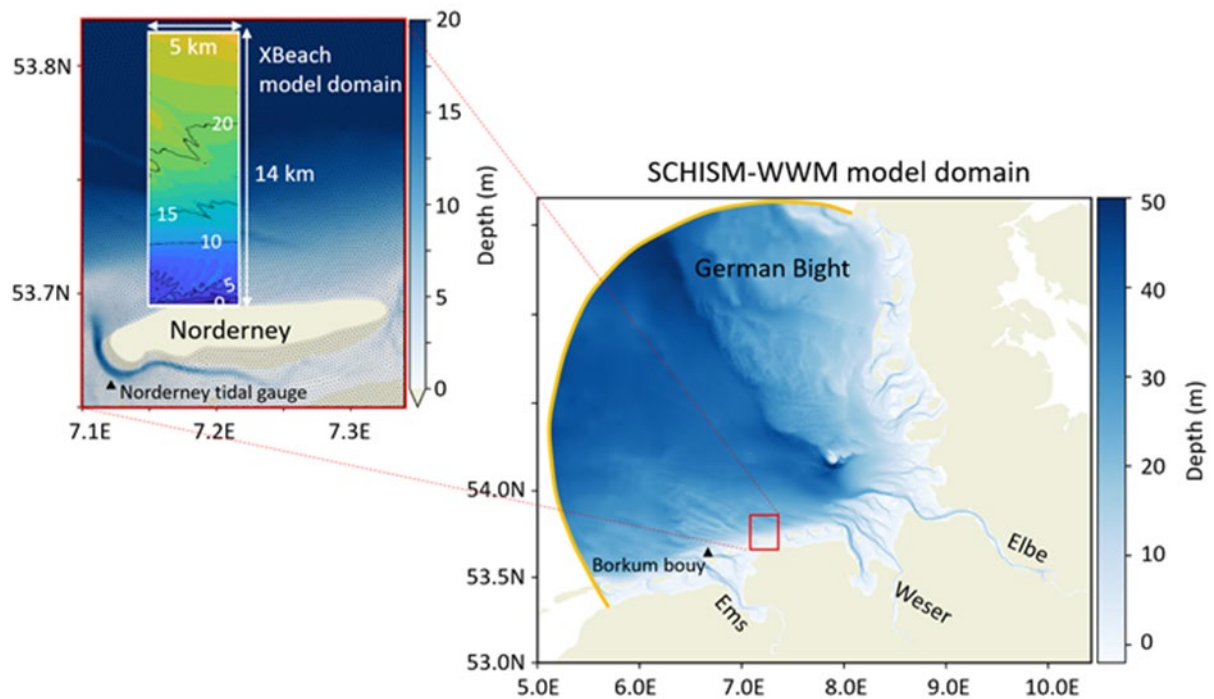 5 km
XBeach
model domain
14 km
20
15
10
5
0
53.8N
53.7N
7.1E
7.2E
7.3E
Norderney
Norderney tidal gauge
20
15
10
5
0
Depth (m)
SCHISM-WWM model domain
German Bight
Borkum bouy
Ems
Weser
Elbe
54.0N
53.5N
53.0N
5.0E
6.0E
7.0E
8.0E
9.0E
10.0E
50
40
30
20
10
0
Depth (m)